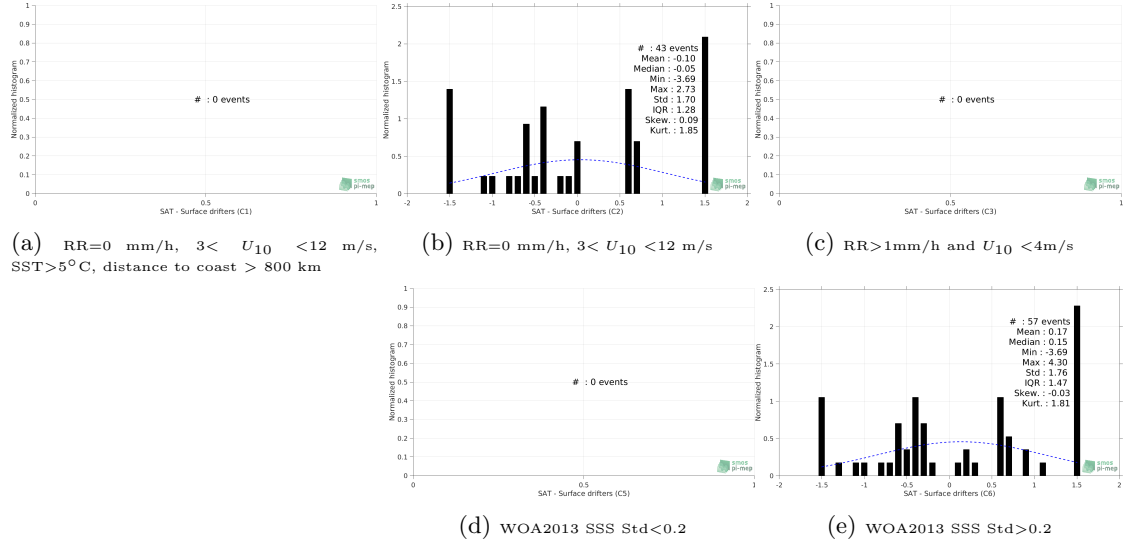 1
0.9
0.8
0.7
0.6
0.5
0.4
0.3
0.2
0.1
0
0
0.5
1
Normalized histogram
# : 0 events
smos
pi-mep
SAT - Surface drifters (C1)
(a) RR=0 mm/h, 3< U10 <12 m/s,
SST>5°C, distance to coast > 800 km
2.5
2
1.5
1
0.5
0
-2 -1.5 -1 -0.5 0 0.5 1 1.5 2
Normalized histogram
# : 43 events
Mean : -0.10
Median : -0.05
Min : -3.69
Max : 2.73
Std : 1.70
IQR : 1.28
Skew. : 0.09
Kurt. : 1.85
smos
pi-mep
SAT - Surface drifters (C2)
(b) RR=0 mm/h, 3< U10 <12 m/s
1
0.9
0.8
0.7
0.6
0.5
0.4
0.3
0.2
0.1
0
0 0.5 1
Normalized histogram
# : 0 events
smos
pi-mep
SAT - Surface drifters (C3)
(c) RR>1mm/h and U10 <4m/s
1
0.9
0.8
0.7
0.6
0.5
0.4
0.3
0.2
0.1
0
0 0.5 1
Normalized histogram
# : 0 events
smos
pi-mep
SAT - Surface drifters (C5)
(d) WOA2013 SSS Std<0.2
2.5
2
1.5
1
0.5
0
-2 -1.5 -1 -0.5 0 0.5 1 1.5 2
Normalized histogram
# : 57 events
Mean : 0.17
Median : 0.15
Min : -3.69
Max : 4.30
Std : 1.76
IQR : 1.47
Skew. : -0.03
Kurt. : 1.81
smos
pi-mep
SAT - Surface drifters (C6)
(e) WOA2013 SSS Std>0.2